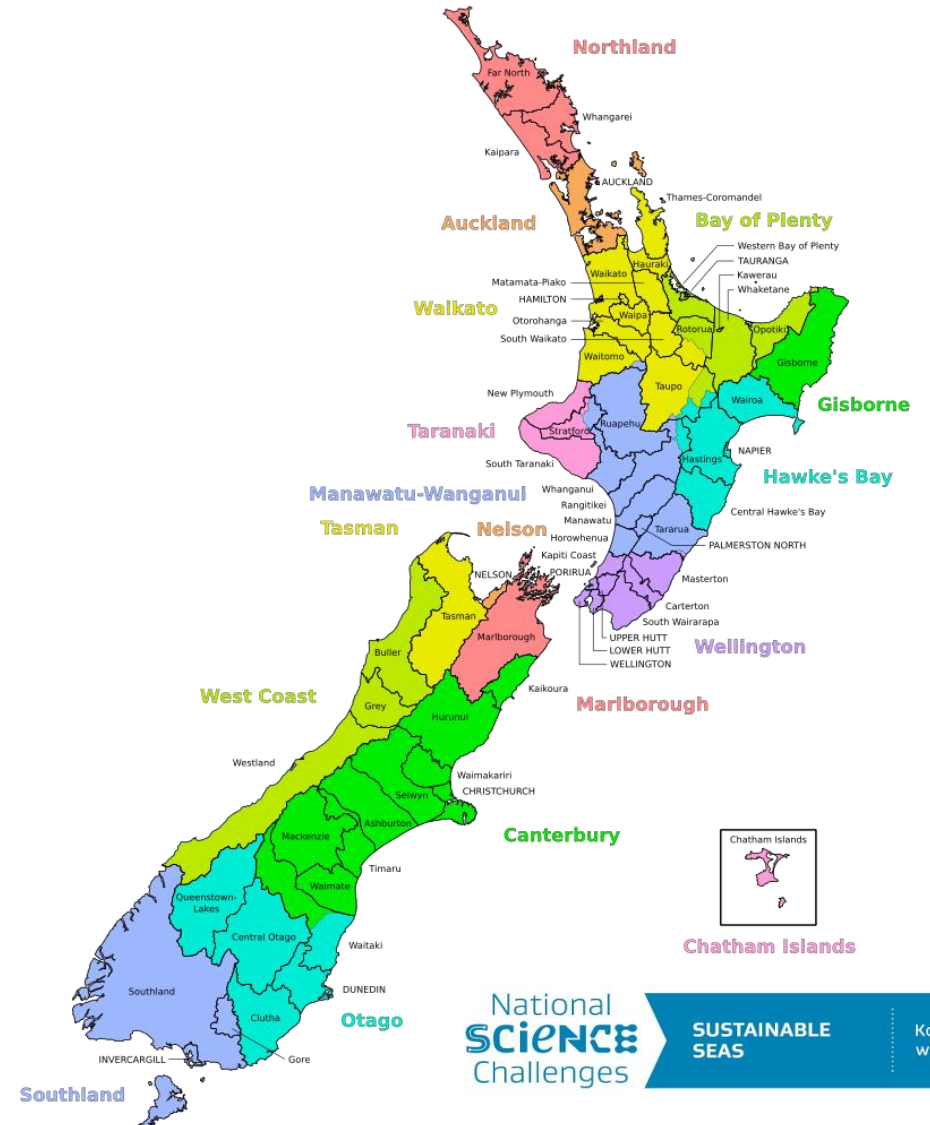 Northland
Far North
Whangarei
Kaipara
AUCKLAND
Thames-Coromandel
Auckland
Bay of Plenty
Western Bay of Plenty
TAURANGA
Kawerau
Whaketane
Hauraki
Waikato
Matamata-Piako
HAMILTON
Waikato
Waipa
Otorohanga
South Waikato
Rotorua
Opotiki
Waitomo
Gisborne
Taupo
New Plymouth
Wairoa
Gisborne
Taranaki
Stratford
Ruapehu
NAPIER
South Taranaki
Hastings
Hawke's Bay
Manawatu-Wanganui
Whanganui
Rangitikei
Central Hawke's Bay
Manawatu
Tasman
Nelson
Tararua
Horowhenua
PALMERSTON NORTH
Kapiti Coast
NELSON
PORIRUA
Masterton
Carterton
Tasman
South Wairarapa
Marlborough
UPPER HUTT
Wellington
LOWER HUTT
Buller
WELLINGTON
West Coast
Kaikoura
Marlborough
Grey
Hurunui
Westland
Waimakariri
CHRISTCHURCH
Selwyn
Ashburton
Canterbury
Mackenzie
Chatham Islands
Timaru
Waimate
Queenstown-
Lakes
Central Otago
Waitaki
Chatham Islands
Southland
DUNEDIN
Clutha
Otago
INVERCARGILL
Gore
Southland
National
SCIENCE
Challenges
SUSTAINABLE
SEAS
Ko
w